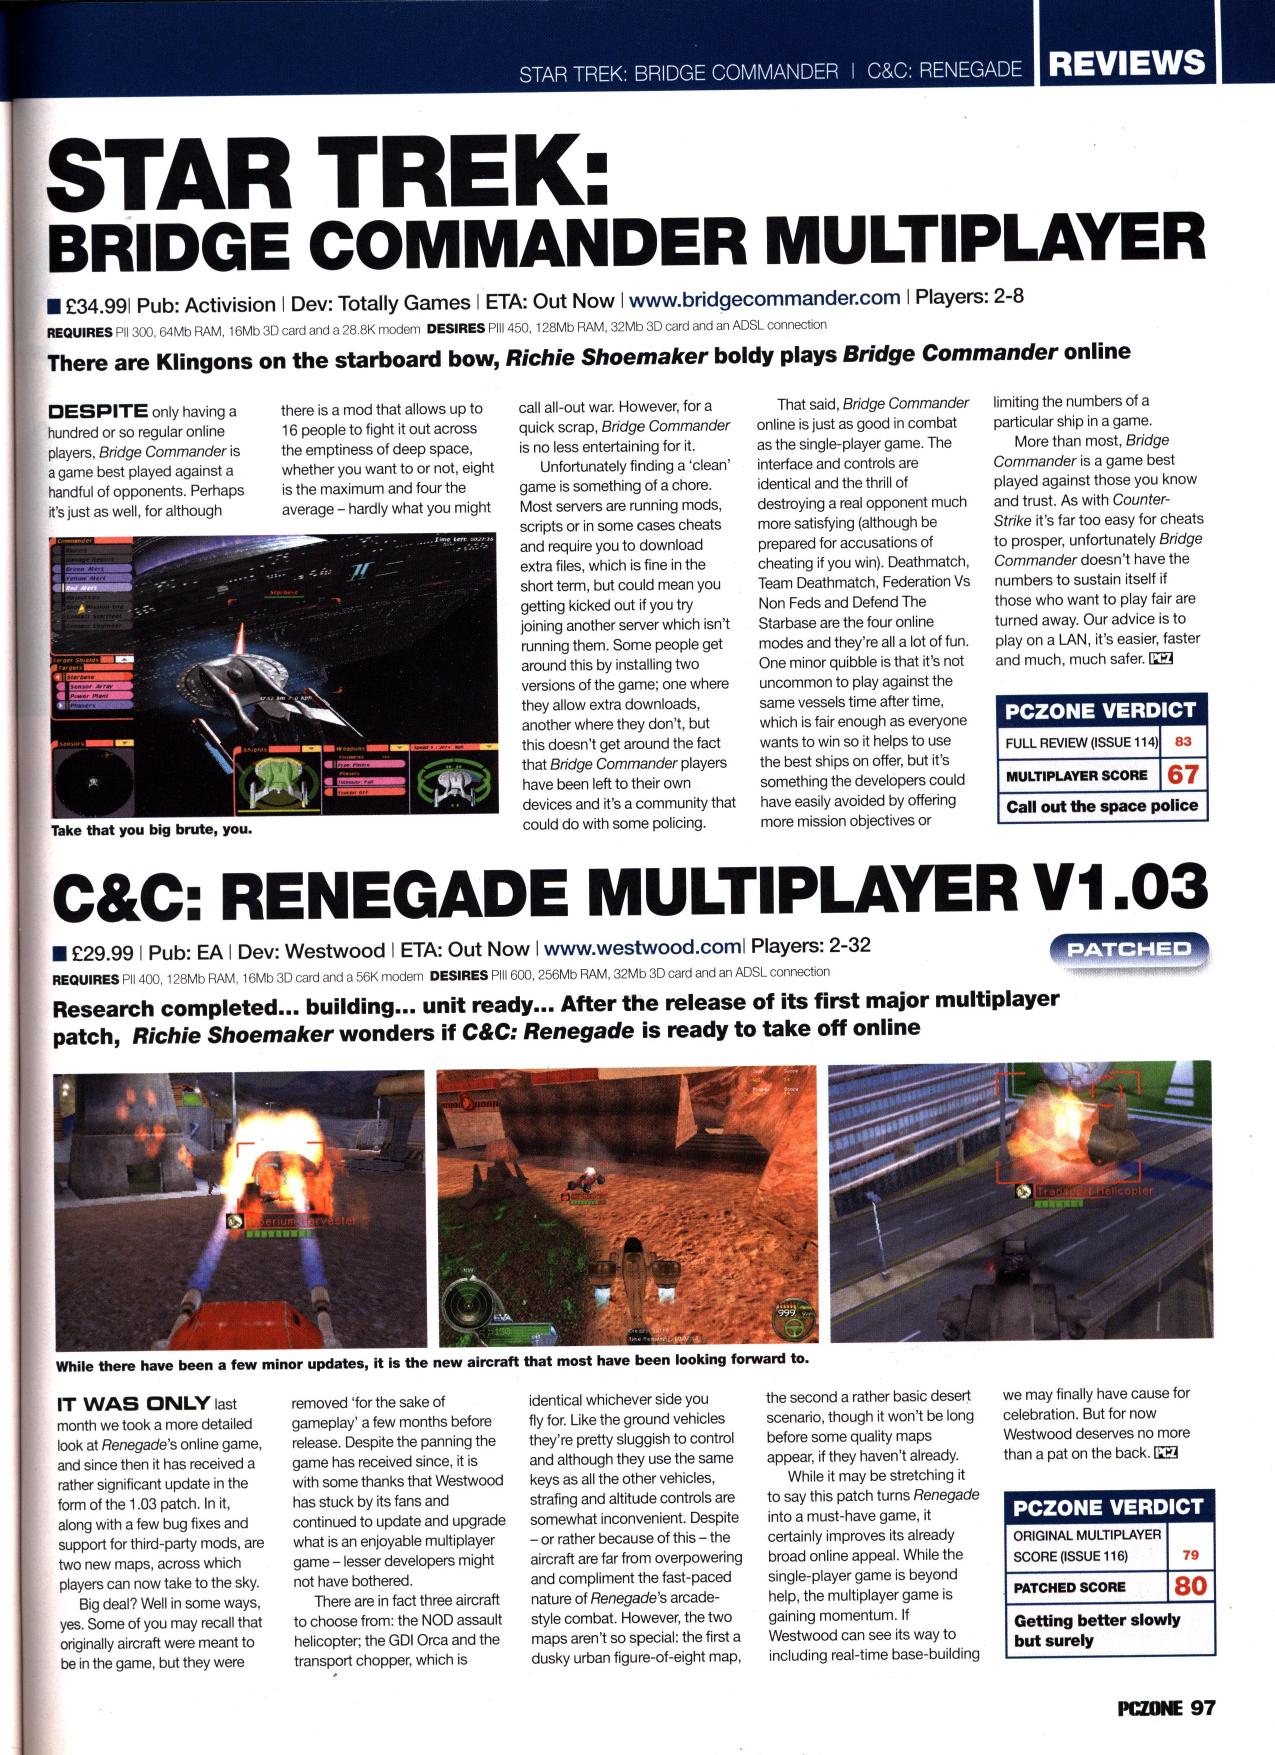 STAR TREK: BRIDGE COMMANDER | C&C: RENEGADE
REVIEWS
STAR TREK:
BRIDGE COMMANDER MULTIPLAYER
■ £34.99| Pub: Activision | Dev: Totally Games | ETA: Out Now | www.bridgecommander.com | Players: 2-8
REQUIRES PII 300, 64Mb RAM, 16Mb 3D card and a 28.8K modem DESIRES PIII 450, 128Mb RAM, 32Mb 3D card and an ADSL connection
There are Klingons on the starboard bow, Richie Shoemaker boldy plays Bridge Commander online
DESPITE only having a
hundred or so regular online
players, Bridge Commander is
a game best played against a
handful of opponents. Perhaps
it's just as well, for although
there is a mod that allows up to
16 people to fight it out across
the emptiness of deep space,
whether you want to or not, eight
is the maximum and four the
average – hardly what you might
Commander
Green Alert
Yellow Alert
Red Alert
Time Left: 00:27:36
Starbase
Target Shields
Targets
Starbase
Sensor Array
Power Plant
Phasers
Sensors
Shields
Weapons
Take that you big brute, you.
call all-out war. However, for a
quick scrap, Bridge Commander
is no less entertaining for it.
Unfortunately finding a 'clean'
game is something of a chore.
Most servers are running mods,
scripts or in some cases cheats
and require you to download
extra files, which is fine in the
short term, but could mean you
getting kicked out if you try
joining another server which isn't
running them. Some people get
around this by installing two
versions of the game; one where
they allow extra downloads,
another where they don't, but
this doesn't get around the fact
that Bridge Commander players
have been left to their own
devices and it's a community that
could do with some policing.
That said, Bridge Commander
online is just as good in combat
as the single-player game. The
interface and controls are
identical and the thrill of
destroying a real opponent much
more satisfying (although be
prepared for accusations of
cheating if you win). Deathmatch,
Team Deathmatch, Federation Vs
Non Feds and Defend The
Starbase are the four online
modes and they're all a lot of fun.
One minor quibble is that it's not
uncommon to play against the
same vessels time after time,
which is fair enough as everyone
wants to win so it helps to use
the best ships on offer, but it's
something the developers could
have easily avoided by offering
more mission objectives or
limiting the numbers of a
particular ship in a game.
More than most, Bridge
Commander is a game best
played against those you know
and trust. As with Counter-
Strike it's far too easy for cheats
to prosper, unfortunately Bridge
Commander doesn't have the
numbers to sustain itself if
those who want to play fair are
turned away. Our advice is to
play on a LAN, it's easier, faster
and much, much safer. PCZ
PCZONE VERDICT
FULL REVIEW (ISSUE 114) 83
MULTIPLAYER SCORE 67
Call out the space police
C&C: RENEGADE MULTIPLAYER V1.03
■ £29.99 | Pub: EA | Dev: Westwood | ETA: Out Now | www.westwood.com| Players: 2-32
PATCHED
REQUIRES PII 400, 128Mb RAM, 16Mb 3D card and a 56K modem DESIRES PIII 600, 256Mb RAM, 32Mb 3D card and an ADSL connection
Research completed... building... unit ready... After the release of its first major multiplayer
patch, Richie Shoemaker wonders if C&C: Renegade is ready to take off online
Harvester
NW
EVA
999
Transport Helicopter
While there have been a few minor updates, it is the new aircraft that most have been looking forward to.
IT WAS ONLY last
month we took a more detailed
look at Renegade's online game,
and since then it has received a
rather significant update in the
form of the 1.03 patch. In it,
along with a few bug fixes and
support for third-party mods, are
two new maps, across which
players can now take to the sky.
Big deal? Well in some ways,
yes. Some of you may recall that
originally aircraft were meant to
be in the game, but they were
removed 'for the sake of
gameplay' a few months before
release. Despite the panning the
game has received since, it is
with some thanks that Westwood
has stuck by its fans and
continued to update and upgrade
what is an enjoyable multiplayer
game – lesser developers might
not have bothered.
There are in fact three aircraft
to choose from: the NOD assault
helicopter; the GDI Orca and the
transport chopper, which is
identical whichever side you
fly for. Like the ground vehicles
they're pretty sluggish to control
and although they use the same
keys as all the other vehicles,
strafing and altitude controls are
somewhat inconvenient. Despite
– or rather because of this – the
aircraft are far from overpowering
and compliment the fast-paced
nature of Renegade's arcade-
style combat. However, the two
maps aren't so special: the first a
dusky urban figure-of-eight map,
the second a rather basic desert
scenario, though it won't be long
before some quality maps
appear, if they haven't already.
While it may be stretching it
to say this patch turns Renegade
into a must-have game, it
certainly improves its already
broad online appeal. While the
single-player game is beyond
help, the multiplayer game is
gaining momentum. If
Westwood can see its way to
including real-time base-building
we may finally have cause for
celebration. But for now
Westwood deserves no more
than a pat on the back. PCZ
PCZONE VERDICT
ORIGINAL MULTIPLAYER
SCORE (ISSUE 116) 79
PATCHED SCORE 80
Getting better slowly
but surely
PCZONE 97